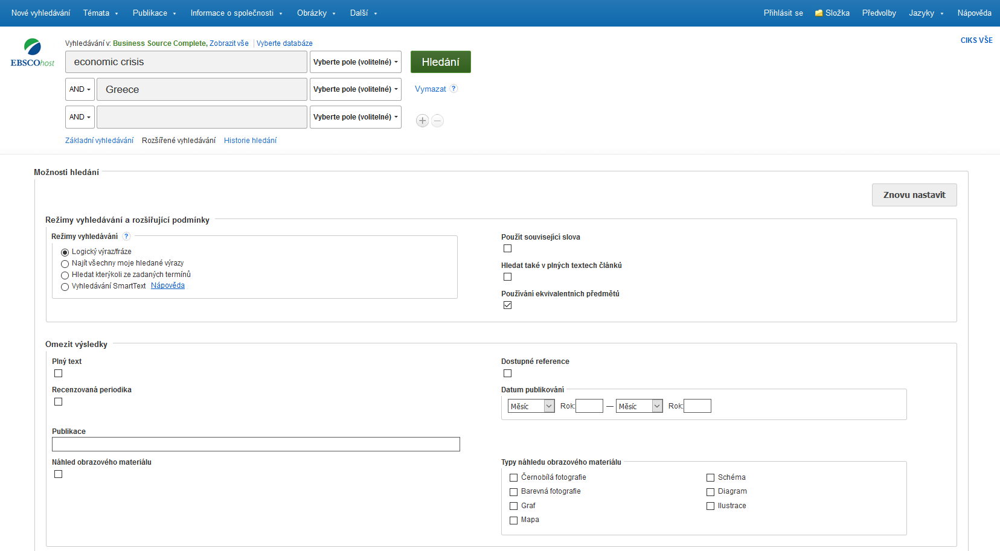 Nové vyhledávání Témata Publikace Informace o společnosti Obrázky Další Přihlásit se Složka Předvolby Jazyky Nápověda
EBSCOhost
Vyhledávání v: Business Source Complete, Zobrazit vše Vyberte databáze
CIKS VŠE
economic crisis Vyberte pole (volitelné) Hledání
AND Greece Vyberte pole (volitelné) Vymazat ?
AND Vyberte pole (volitelné) + −
Základní vyhledávání Rozšířené vyhledávání Historie hledání
Možnosti hledání
Znovu nastavit
Režimy vyhledávání a rozšiřující podmínky
Režimy vyhledávání ?
Logický výraz/fráze
Najít všechny moje hledané výrazy
Hledat kterýkoli ze zadaných termínů
Vyhledávání SmartText Nápověda
Použít související slova
Hledat také v plných textech článků
Používání ekvivalentních předmětů
Omezit výsledky
Plný text
Recenzovaná periodika
Publikace
Náhled obrazového materiálu
Dostupné reference
Datum publikování
Měsíc Rok: — Měsíc Rok:
Typy náhledu obrazového materiálu
Černobílá fotografie Schéma
Barevná fotografie Diagram
Graf Ilustrace
Mapa